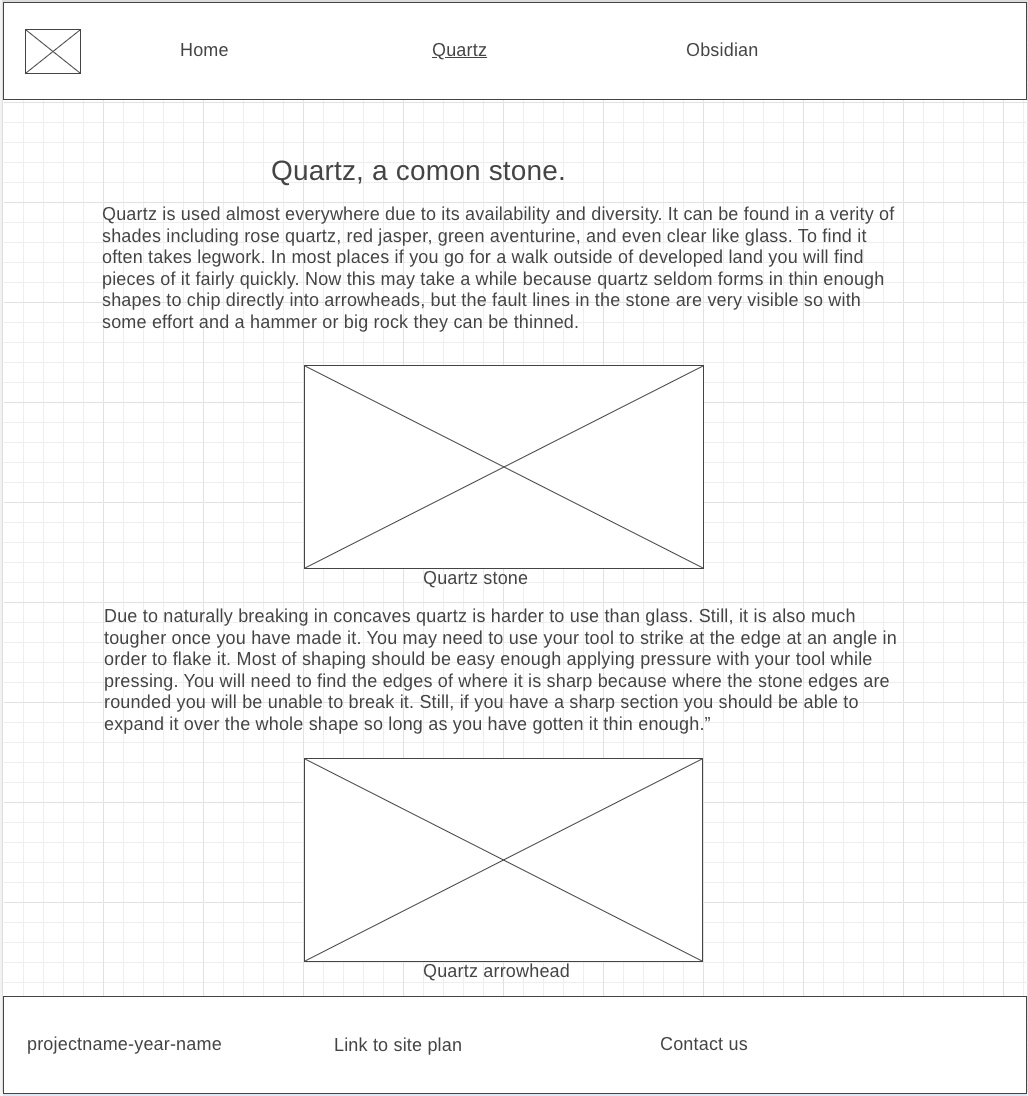 Home Quartz Obsidian
Quartz, a comon stone.
Quartz is used almost everywhere due to its availability and diversity. It can be found in a verity of
shades including rose quartz, red jasper, green aventurine, and even clear like glass. To find it
often takes legwork. In most places if you go for a walk outside of developed land you will find
pieces of it fairly quickly. Now this may take a while because quartz seldom forms in thin enough
shapes to chip directly into arrowheads, but the fault lines in the stone are very visible so with
some effort and a hammer or big rock they can be thinned.
Quartz stone
Due to naturally breaking in concaves quartz is harder to use than glass. Still, it is also much
tougher once you have made it. You may need to use your tool to strike at the edge at an angle in
order to flake it. Most of shaping should be easy enough applying pressure with your tool while
pressing. You will need to find the edges of where it is sharp because where the stone edges are
rounded you will be unable to break it. Still, if you have a sharp section you should be able to
expand it over the whole shape so long as you have gotten it thin enough.”
Quartz arrowhead
projectname-year-name Link to site plan Contact us